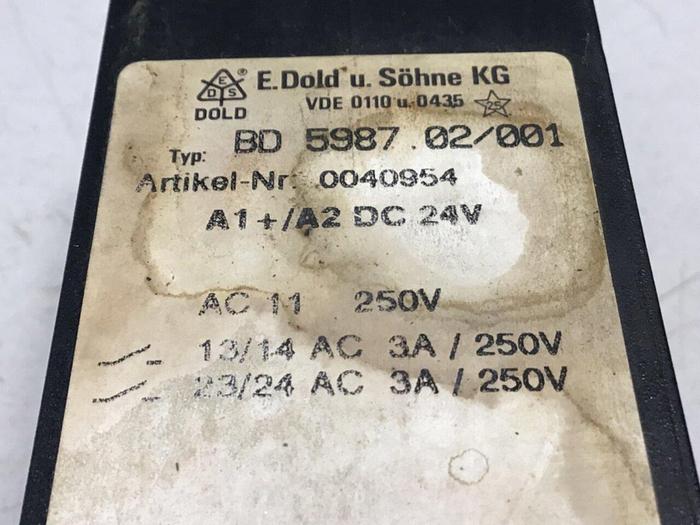 E D S
DOLD
E. Dold u. Söhne KG
VDE 0110 u. 0435 25
Typ: BD 5987.02/001
Artikel-Nr. 0040954
A1+/A2 DC 24V
AC 11 250V
13/14 AC 3A / 250V
23/24 AC 3A / 250V